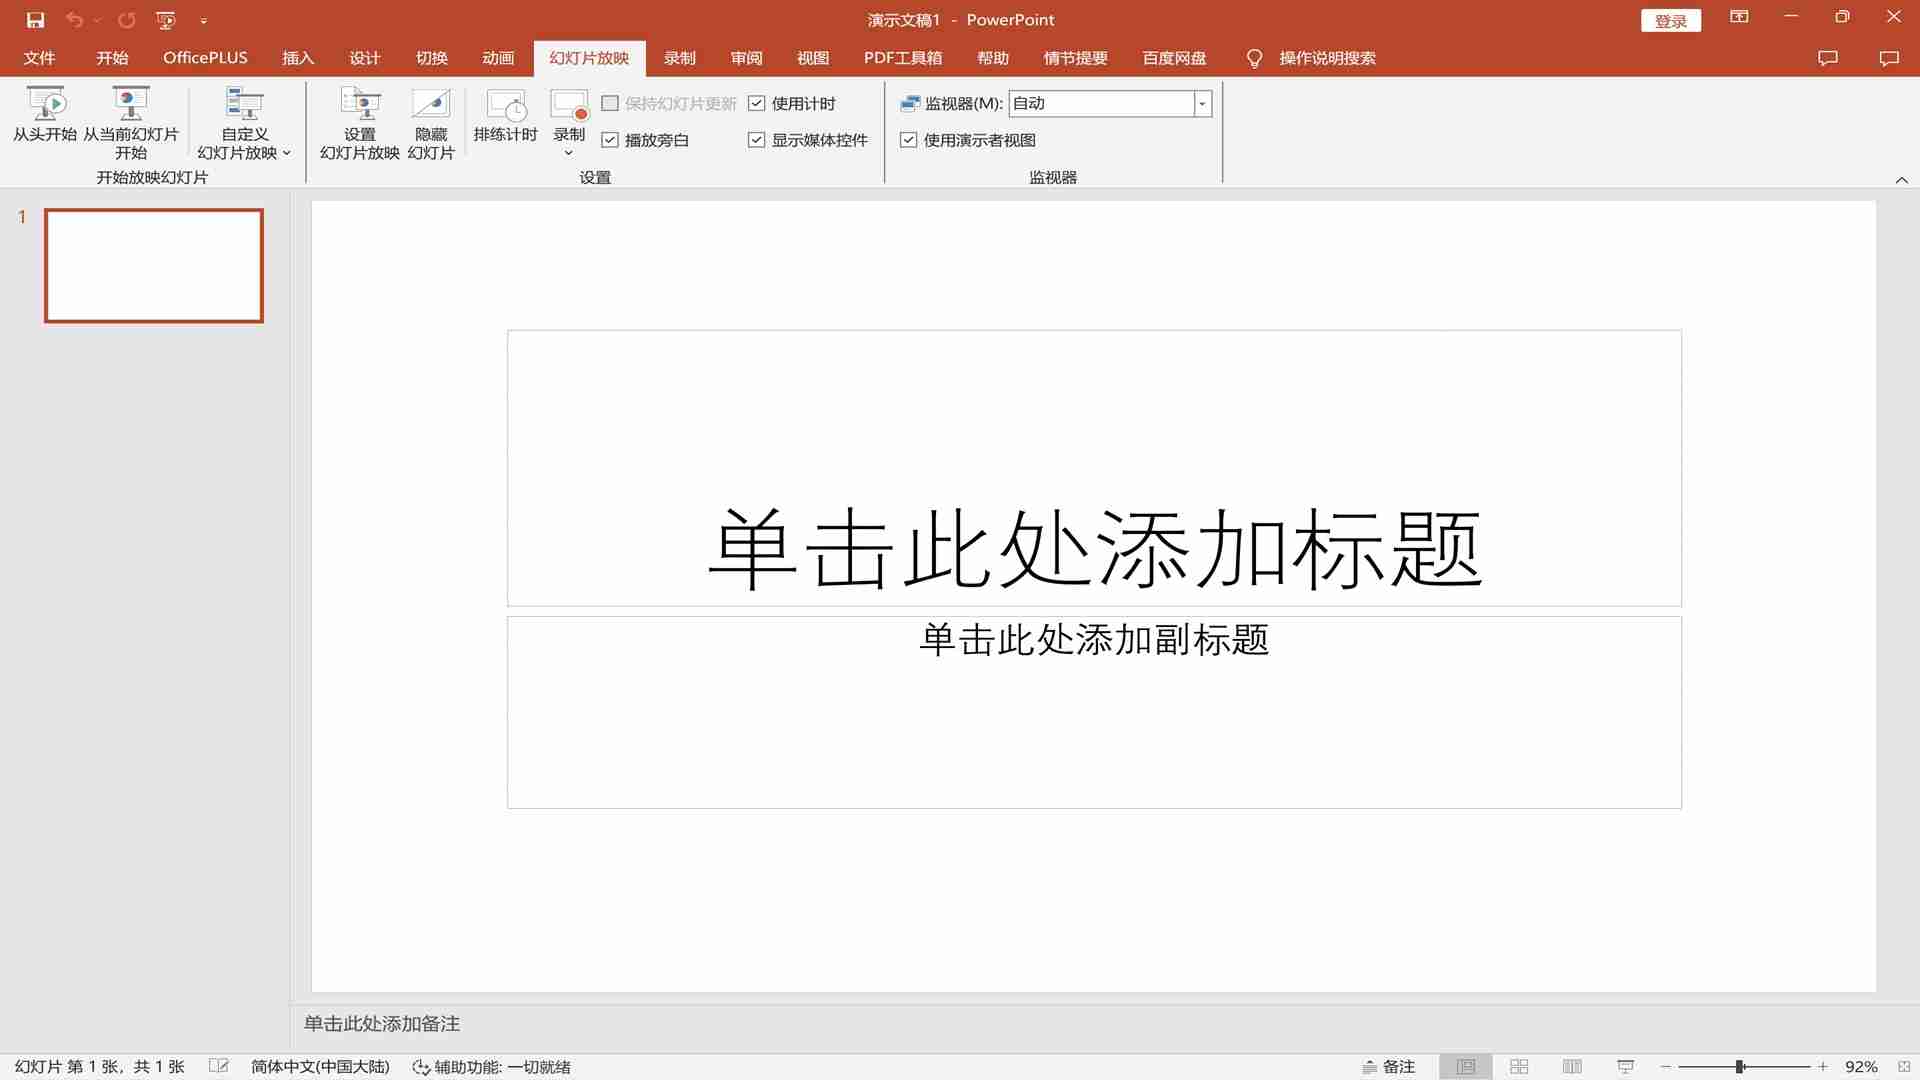 演示文稿1 - PowerPoint
登录
文件 开始 OfficePLUS 插入 设计 切换 动画 幻灯片放映 录制 审阅 视图 PDF工具箱 帮助 情节提要 百度网盘 操作说明搜索
从头开始
从当前幻灯片
开始
自定义
幻灯片放映
开始放映幻灯片
设置
幻灯片放映
隐藏
幻灯片
排练计时
录制
保持幻灯片更新
播放旁白
使用计时
显示媒体控件
设置
监视器(M): 自动
使用演示者视图
监视器
1
单击此处添加标题
单击此处添加副标题
单击此处添加备注
幻灯片 第 1 张，共 1 张 简体中文(中国大陆) 辅助功能: 一切就绪 备注 92%